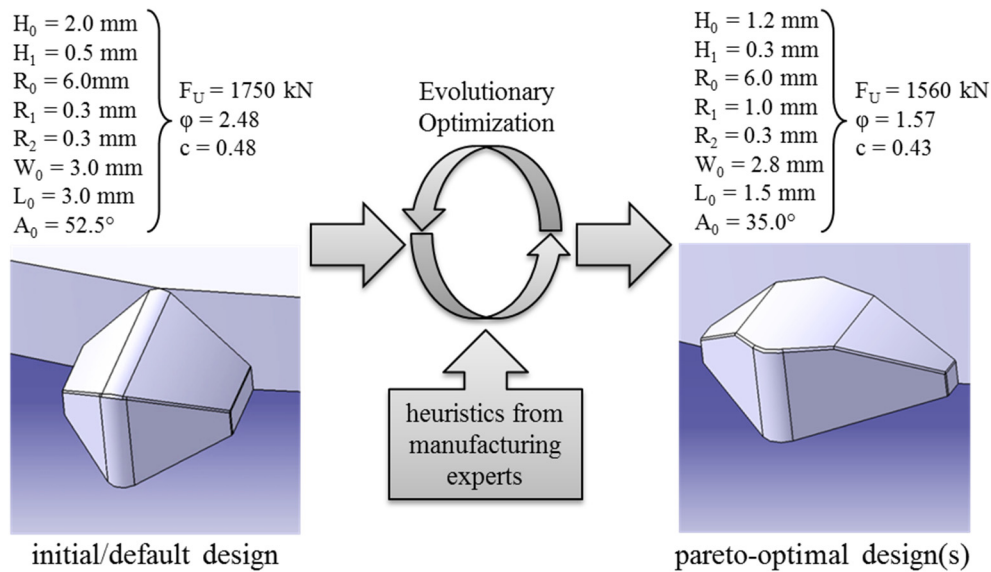 H₀ = 2.0 mm
H₁ = 0.5 mm
R₀ = 6.0mm
R₁ = 0.3 mm
R₂ = 0.3 mm
W₀ = 3.0 mm
L₀ = 3.0 mm
A₀ = 52.5°
F_U = 1750 kN
φ = 2.48
c = 0.48
Evolutionary
Optimization
heuristics from
manufacturing
experts
H₀ = 1.2 mm
H₁ = 0.3 mm
R₀ = 6.0 mm
R₁ = 1.0 mm
R₂ = 0.3 mm
W₀ = 2.8 mm
L₀ = 1.5 mm
A₀ = 35.0°
F_U = 1560 kN
φ = 1.57
c = 0.43
initial/default design
pareto-optimal design(s)